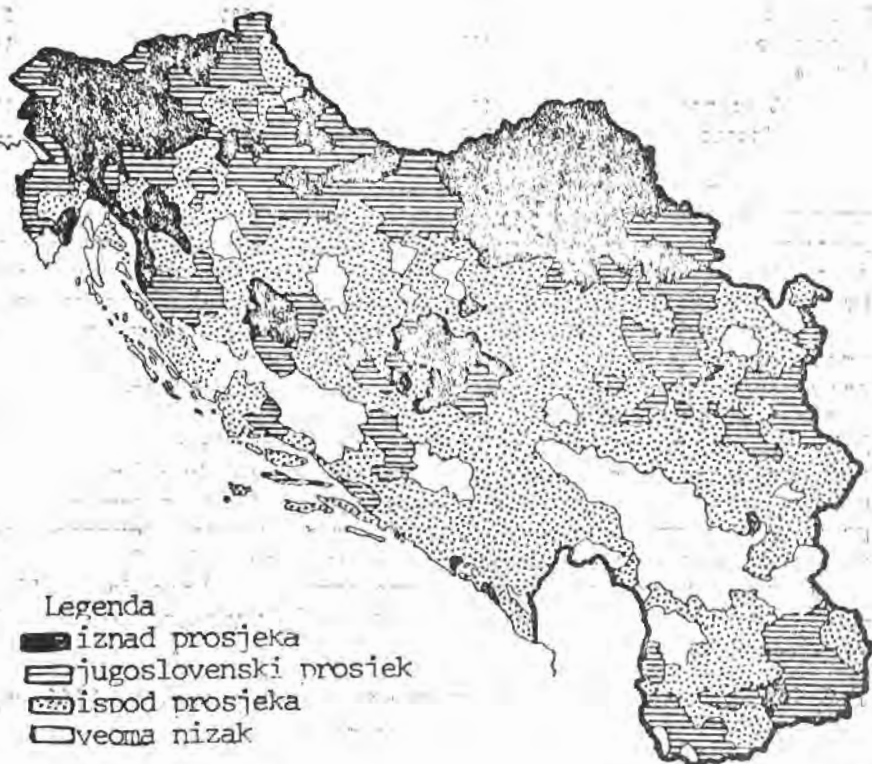 Legenda
iznad prosjeka
jugoslovenski prosjek
ispod prosjeka
veoma nizak